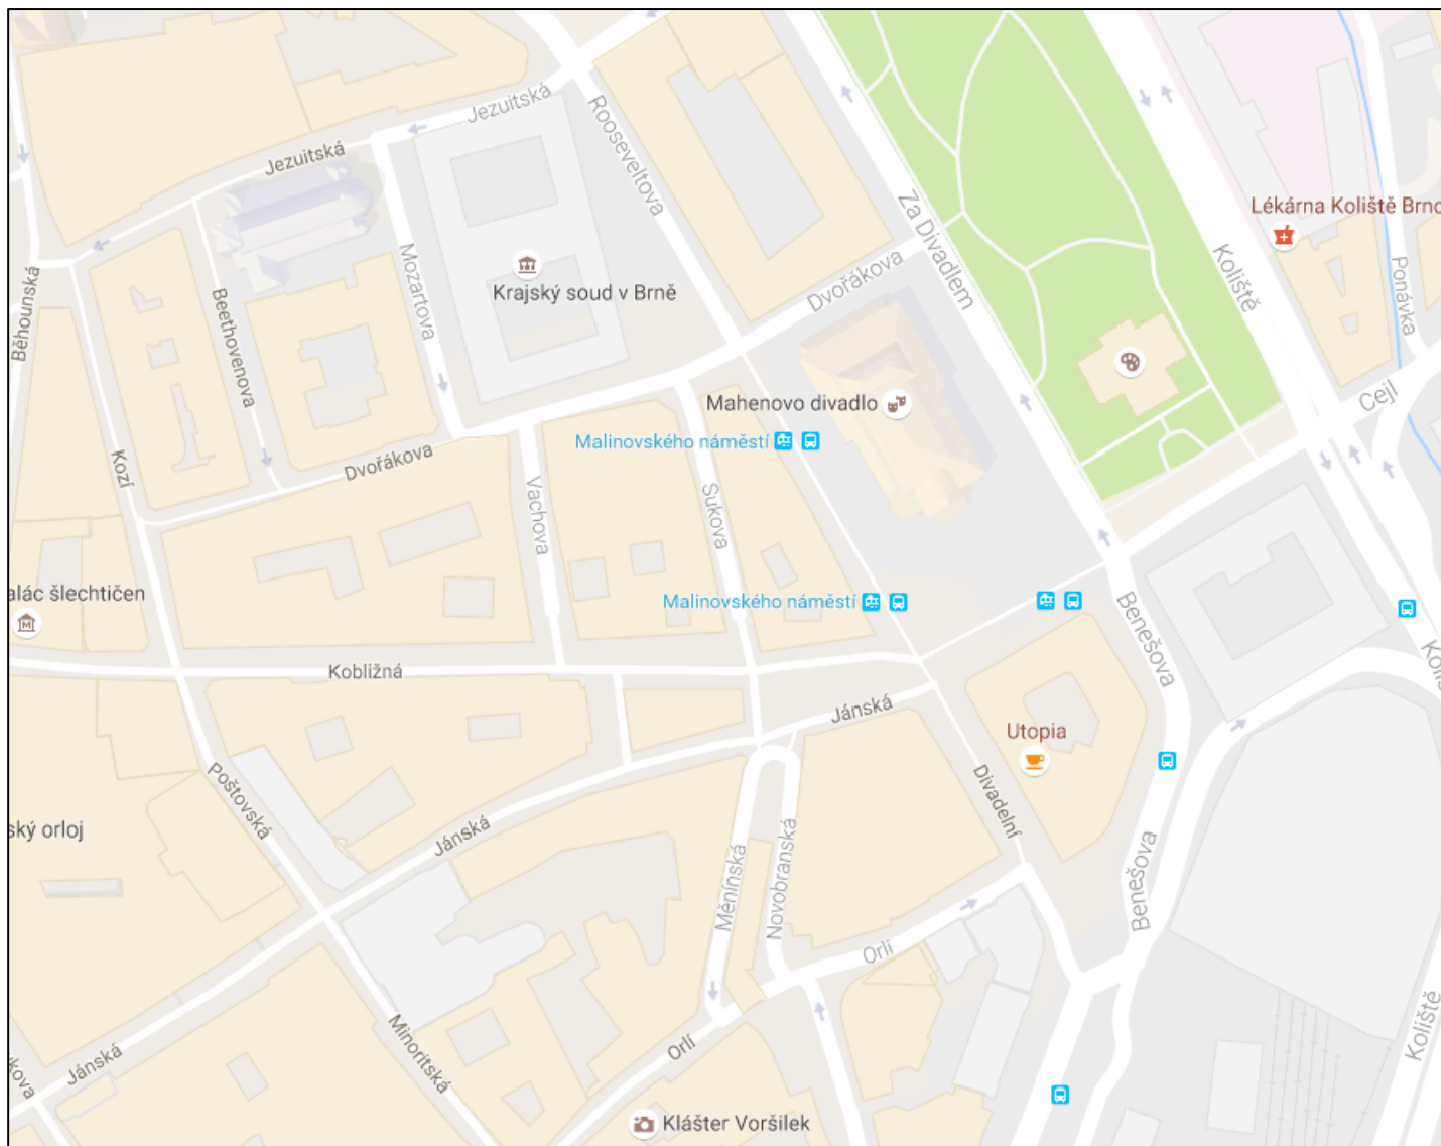 Jezuitská
Jezuitská
Rooseveltova
Za Divadlem
Lékárna Koliště Brno
Koliště
Ponávka
Běhounská
Beethovenova
Mozartova
Krajský soud v Brně
Dvořákova
Mahenovo divadlo
Cejl
Malinovského náměstí
Kozí
Dvořákova
Vachova
Sukova
alác šlechtičen
Malinovského náměstí
Benešova
Kobližná
Jánská
Utopia
Poštovská
Divadelní
ský orloj
Jánská
Měnínská
Novobranská
Benešova
Orlí
Koliště
Minoritská
Orlí
Jánská
kova
Klášter Voršilek